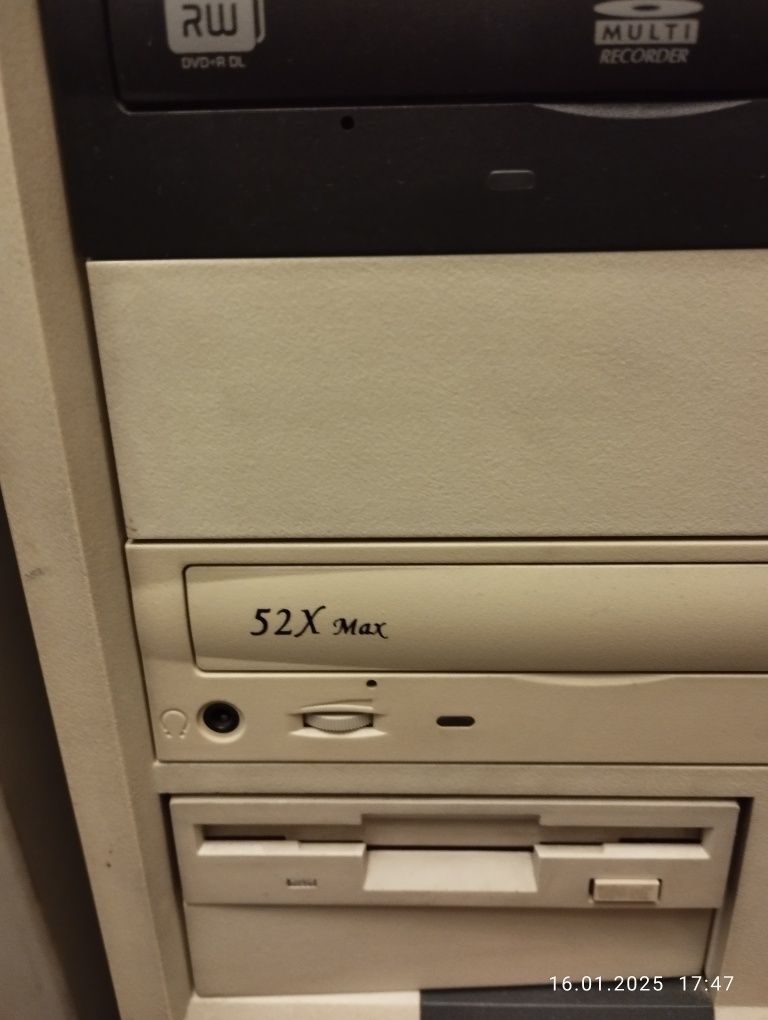 RW
DVD+R DL
MULTI
RECORDER
52X Max
16.01.2025 17:47